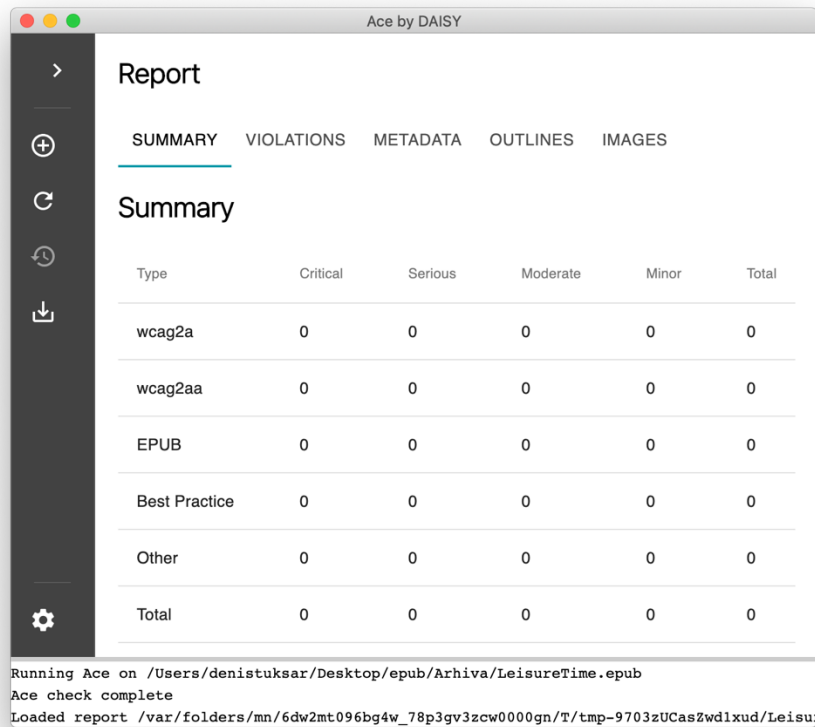 Ace by DAISY
Report
SUMMARY VIOLATIONS METADATA OUTLINES IMAGES
Summary
Type Critical Serious Moderate Minor Total
wcag2a 0 0 0 0 0
wcag2aa 0 0 0 0 0
EPUB 0 0 0 0 0
Best Practice 0 0 0 0 0
Other 0 0 0 0 0
Total 0 0 0 0 0
Running Ace on /Users/denistuksar/Desktop/epub/Arhiva/LeisureTime.epub
Ace check complete
Loaded report /var/folders/mn/6dw2mt096bg4w_78p3gv3zcw0000gn/T/tmp-9703zUCasZwd1xud/Leisur